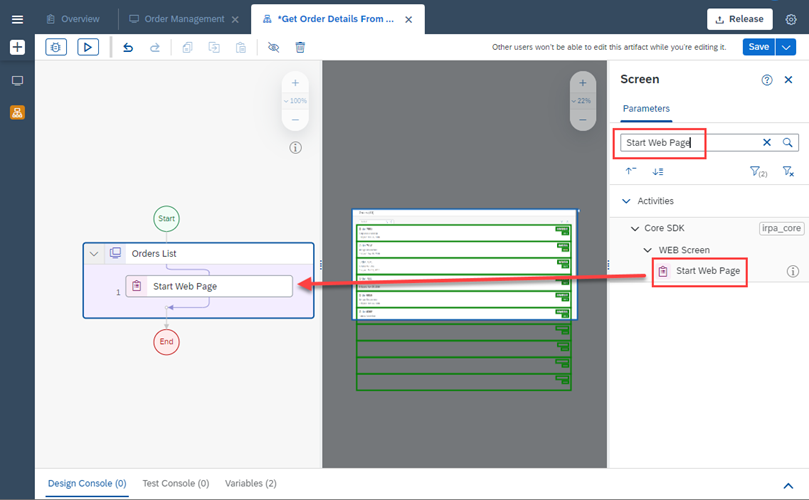 Overview
Order Management
*Get Order Details From ...
Release
Other users won't be able to edit this artifact while you're editing it.
Save
100%
22%
Start
Orders List
1
Start Web Page
End
Screen
Parameters
Start Web Page
(2)
Activities
Core SDK
irpa_core
WEB Screen
Start Web Page
Design Console (0)
Test Console (0)
Variables (2)